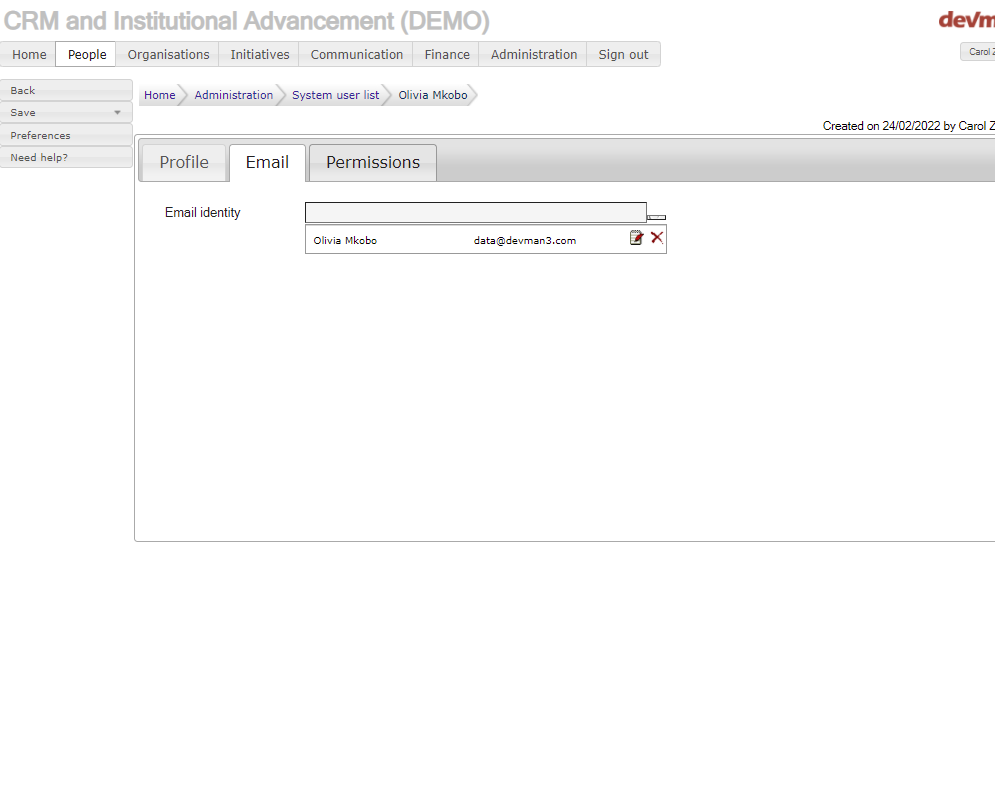 CRM and Institutional Advancement (DEMO)
devm
Home People Organisations Initiatives Communication Finance Administration Sign out
Carol Z
Back
Save
Preferences
Need help?
Home Administration System user list Olivia Mkobo
Created on 24/02/2022 by Carol Z
Profile Email Permissions
Email identity
Olivia Mkobo data@devman3.com